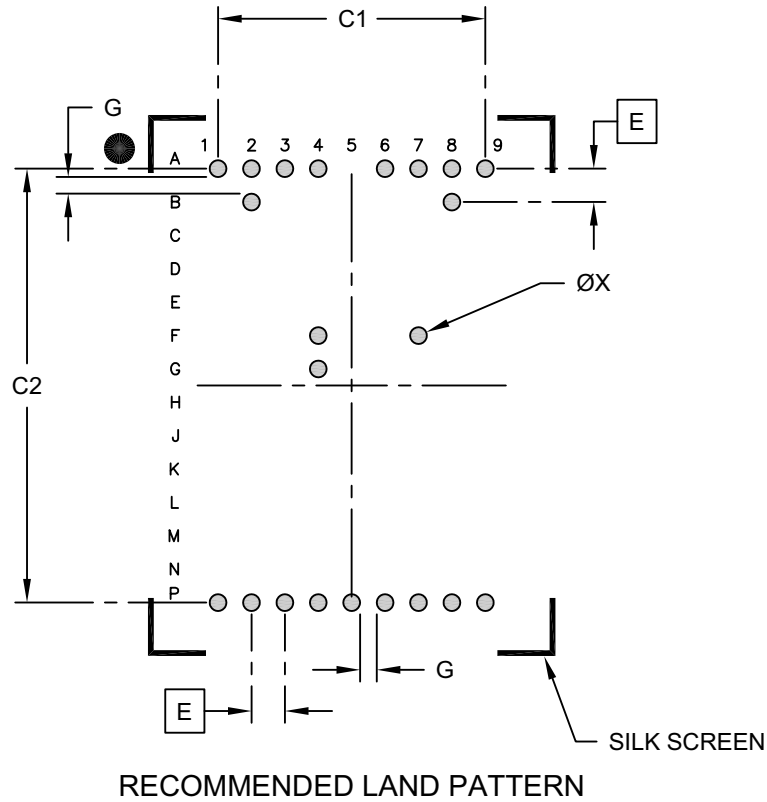 C1
G
E
1 2 3 4 5 6 7 8 9
A
B
C
D
E
F
ØX
G
C2
H
J
K
L
M
N
P
G
E
SILK SCREEN
RECOMMENDED LAND PATTERN